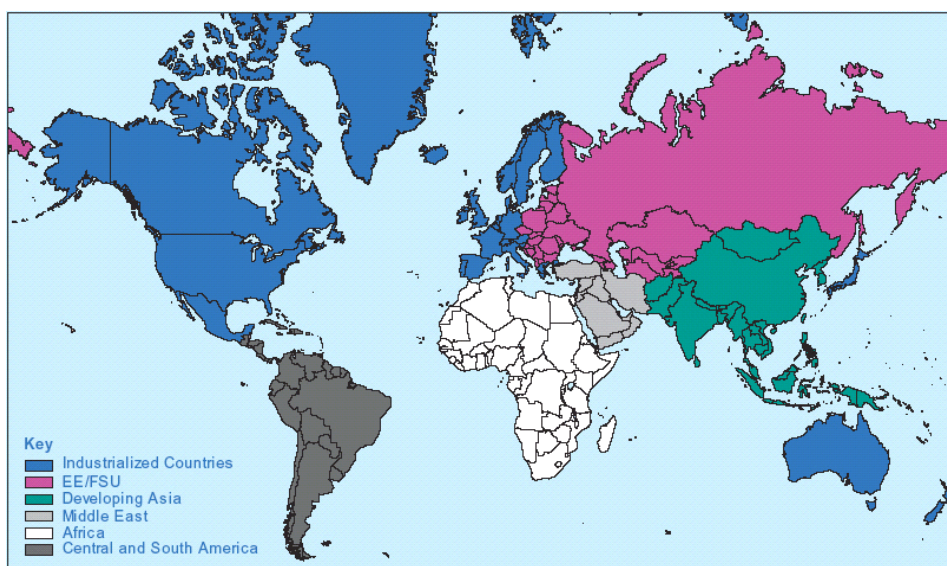 Key
Industrialized Countries
EE/FSU
Developing Asia
Middle East
Africa
Central and South America